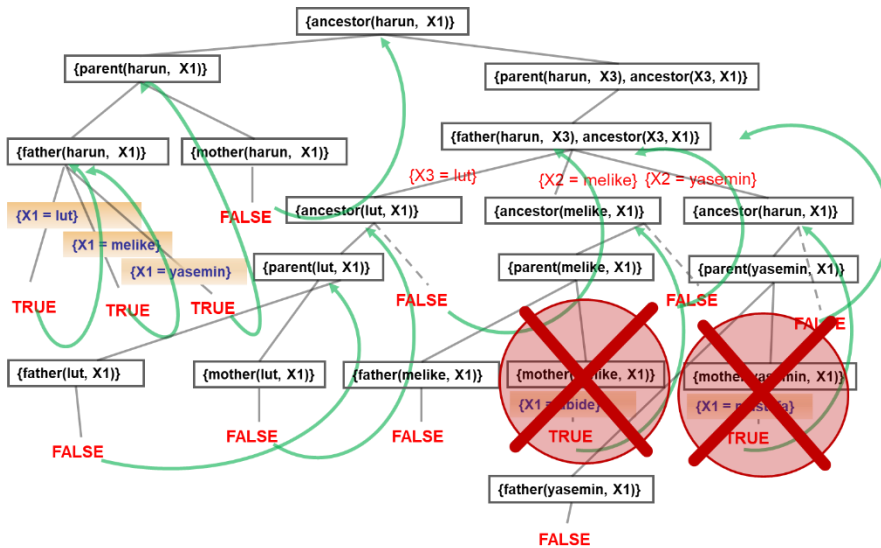 {ancestor(harun, X1)}
{parent(harun, X1)}
{parent(harun, X3), ancestor(X3, X1)}
{father(harun, X1)}
{mother(harun, X1)}
{father(harun, X3), ancestor(X3, X1)}
{X3 = lut}
{X2 = melike}
{X2 = yasemin}
{X1 = lut}
FALSE
{ancestor(lut, X1)}
{ancestor(melike, X1)}
{ancestor(harun, X1)}
{X1 = melike}
{X1 = yasemin}
{parent(lut, X1)}
{parent(melike, X1)}
{parent(yasemin, X1)}
TRUE
TRUE
TRUE
FALSE
FALSE
FALSE
{father(lut, X1)}
{mother(lut, X1)}
{father(melike, X1)}
X1)}
X1)}
{X1 =
{X1 =
FALSE
FALSE
FALSE
TRUE
TRUE
{father(yasemin, X1)}
FALSE